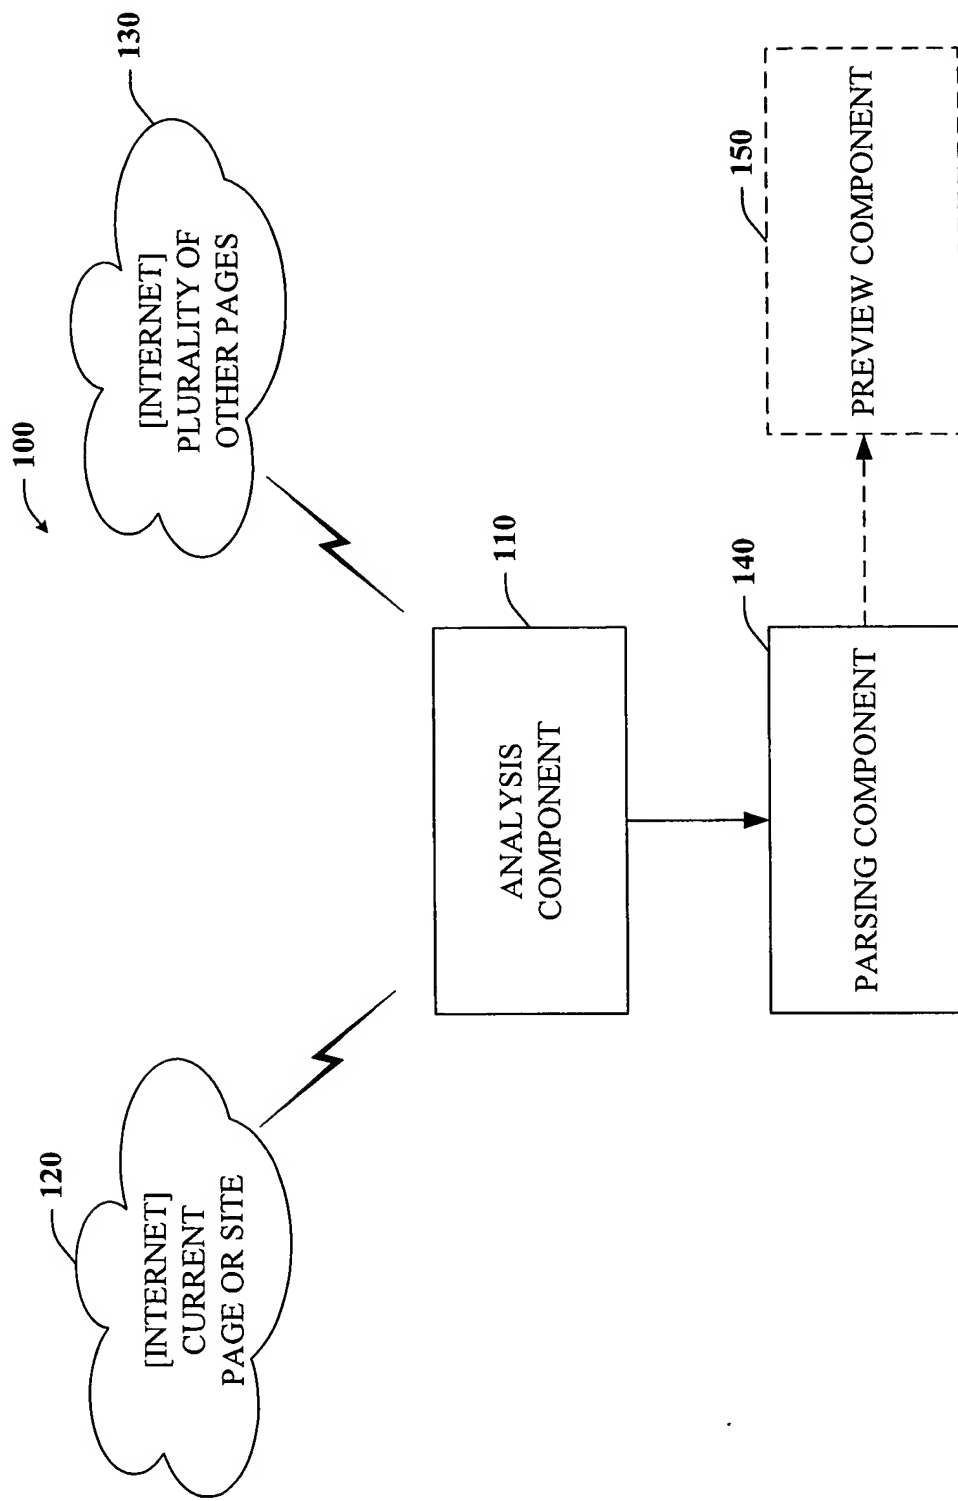 100
120
[INTERNET]
CURRENT
PAGE OR SITE
130
[INTERNET]
PLURALITY OF
OTHER PAGES
110
ANALYSIS
COMPONENT
140
PARSING COMPONENT
150
PREVIEW COMPONENT